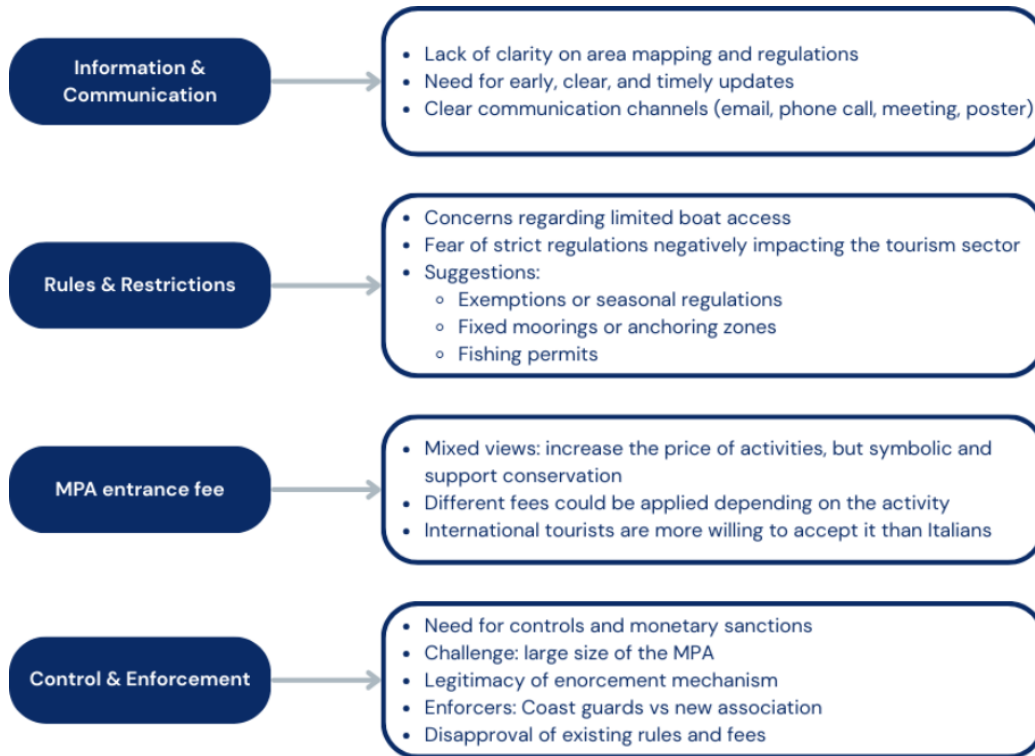 Information &
Communication
• Lack of clarity on area mapping and regulations
• Need for early, clear, and timely updates
• Clear communication channels (email, phone call, meeting, poster)
Rules & Restrictions
• Concerns regarding limited boat access
• Fear of strict regulations negatively impacting the tourism sector
• Suggestions:
◦ Exemptions or seasonal regulations
◦ Fixed moorings or anchoring zones
◦ Fishing permits
MPA entrance fee
• Mixed views: increase the price of activities, but symbolic and
support conservation
• Different fees could be applied depending on the activity
• International tourists are more willing to accept it than Italians
Control & Enforcement
• Need for controls and monetary sanctions
• Challenge: large size of the MPA
• Legitimacy of enorcement mechanism
• Enforcers: Coast guards vs new association
• Disapproval of existing rules and fees